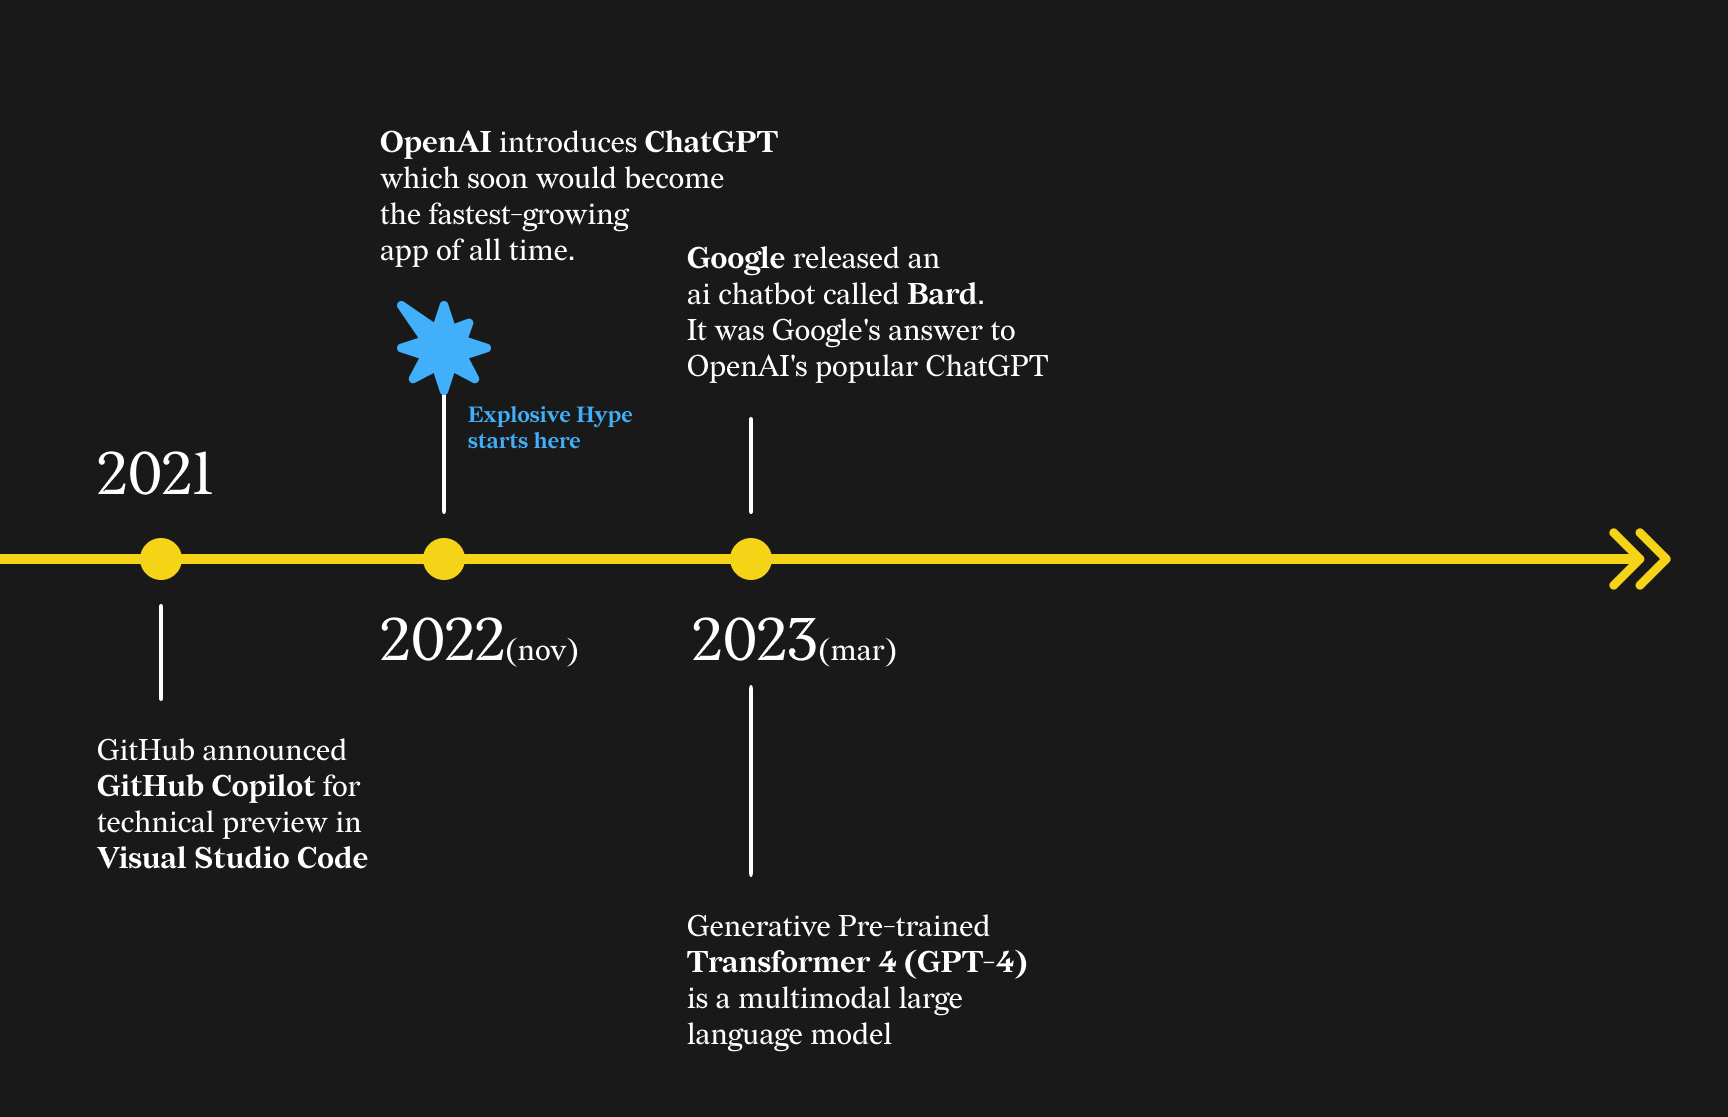 OpenAI introduces ChatGPT
which soon would become
the fastest-growing
app of all time.
Google released an
ai chatbot called Bard.
It was Google's answer to
OpenAI's popular ChatGPT
Explosive Hype
starts here
2021
2022(nov)
2023(mar)
GitHub announced
GitHub Copilot for
technical preview in
Visual Studio Code
Generative Pre-trained
Transformer 4 (GPT-4)
is a multimodal large
language model